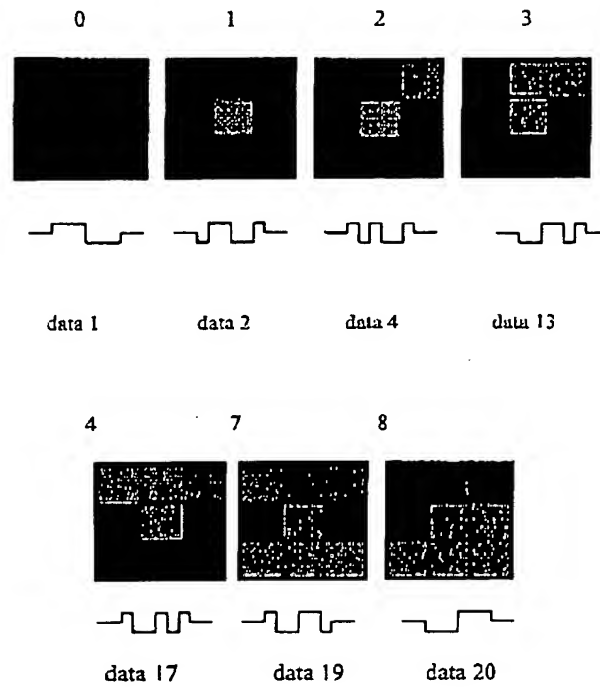 0 1 2 3
data 1 data 2 data 4 data 13
4 7 8
data 17 data 19 data 20